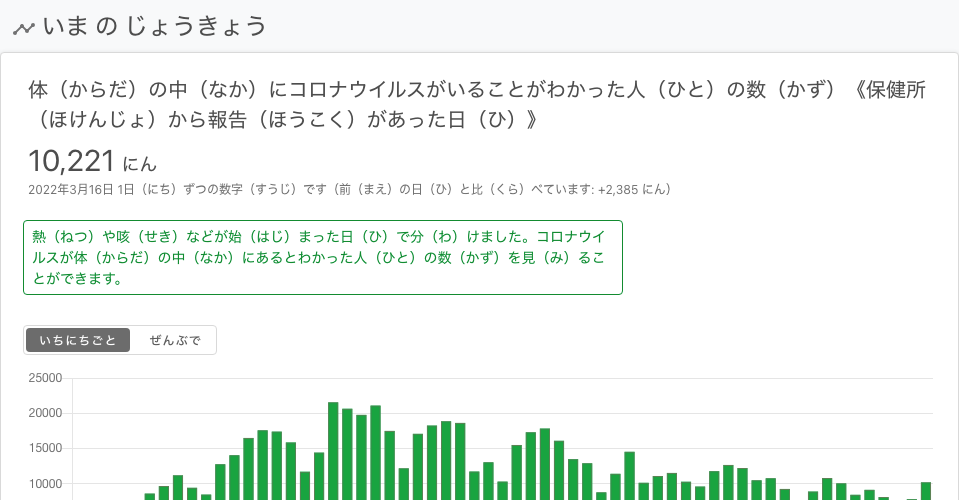 いま の じょうきょう
体（からだ）の中（なか）にコロナウイルスがいることがわかった人（ひと）の数（かず）《保健所
（ほけんじょ）から報告（ほうこく）があった日（ひ）》
10,221 にん
2022年3月16日 1日（にち）ずつの数字（すうじ）です（前（まえ）の日（ひ）と比（くら）べています: +2,385 にん）
熱（ねつ）や咳（せき）などが始（はじ）まった日（ひ）で分（わ）けました。コロナウイ
ルスが体（からだ）の中（なか）にあるとわかった人（ひと）の数（かず）を見（み）るこ
とができます。
いちにちごと ぜんぶで
25000
20000
15000
10000